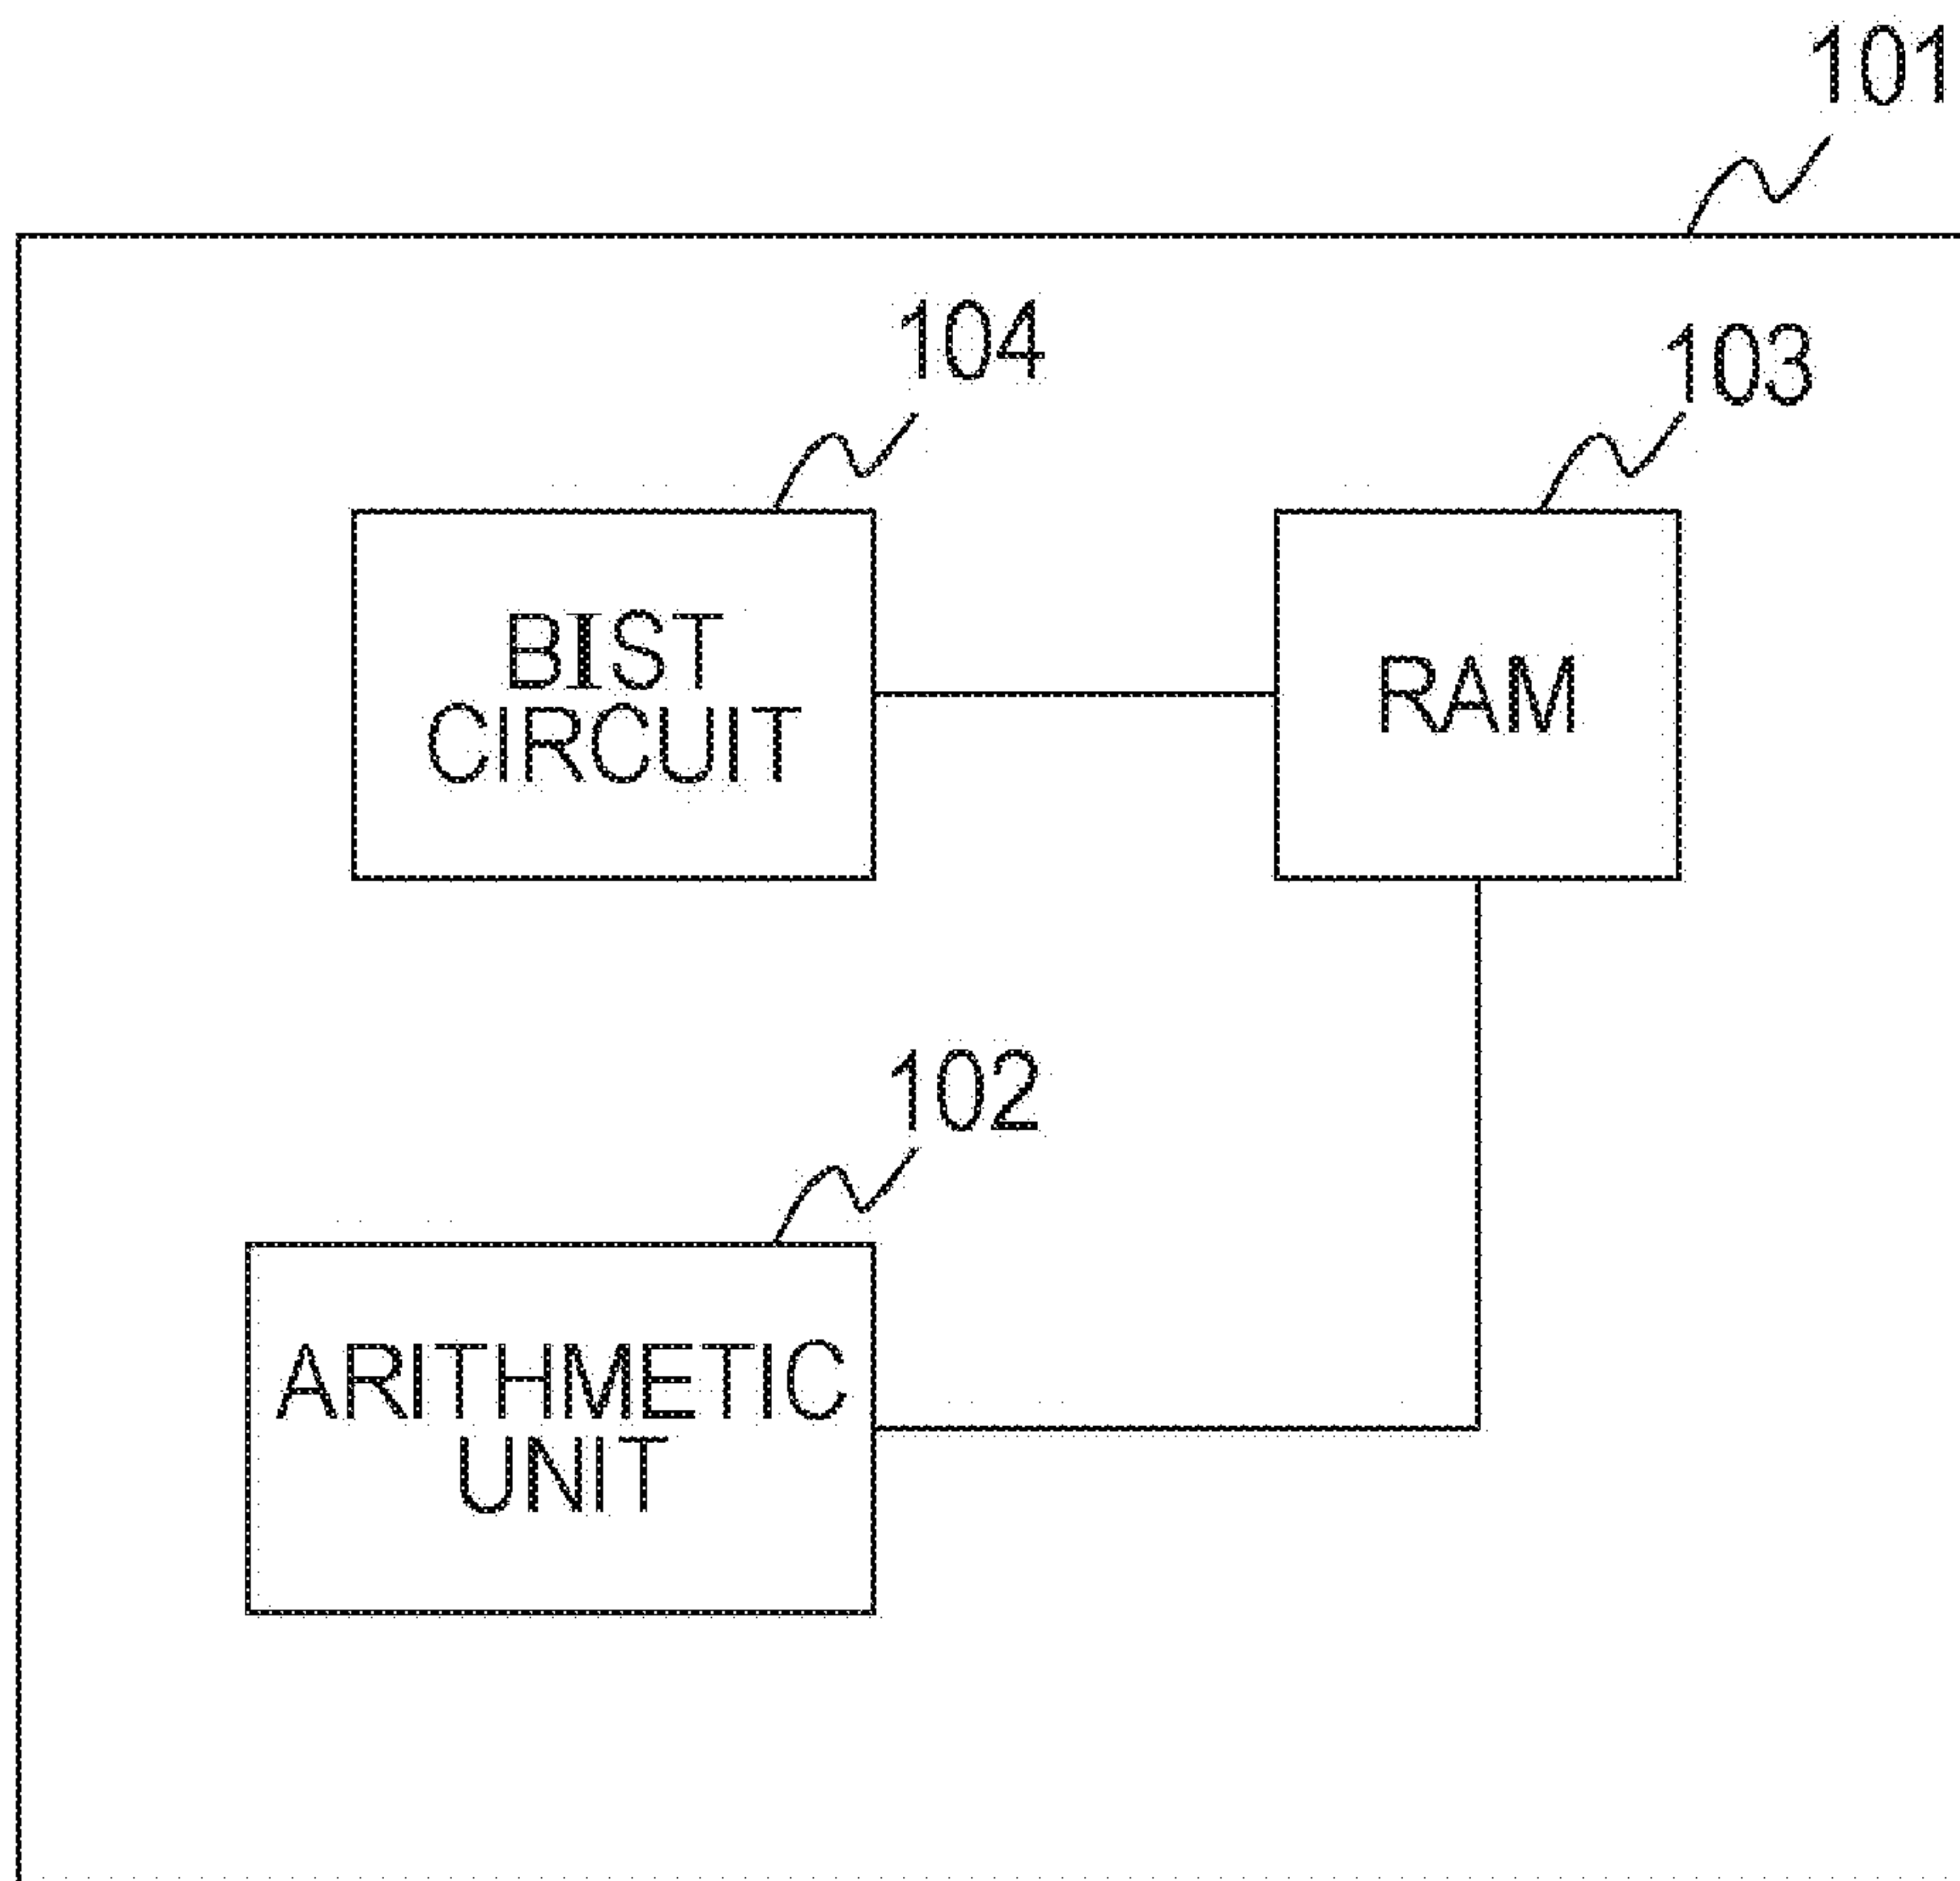 101
104
103
BIST
CIRCUIT
RAM
102
ARITHMETIC
UNIT